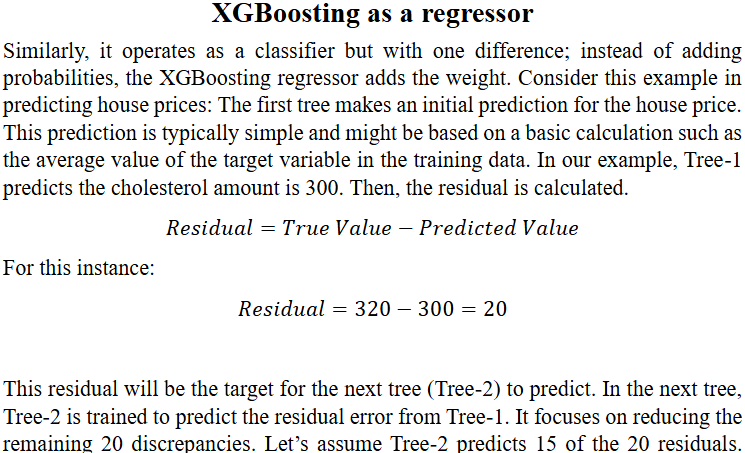 XGBoosting as a regressor
Similarly, it operates as a classifier but with one difference; instead of adding
probabilities, the XGBoosting regressor adds the weight. Consider this example in
predicting house prices: The first tree makes an initial prediction for the house price.
This prediction is typically simple and might be based on a basic calculation such as
the average value of the target variable in the training data. In our example, Tree-1
predicts the cholesterol amount is 300. Then, the residual is calculated.
Residual = True Value − Predicted Value
For this instance:
Residual = 320 − 300 = 20
This residual will be the target for the next tree (Tree-2) to predict. In the next tree,
Tree-2 is trained to predict the residual error from Tree-1. It focuses on reducing the
remaining 20 discrepancies. Let’s assume Tree-2 predicts 15 of the 20 residuals.